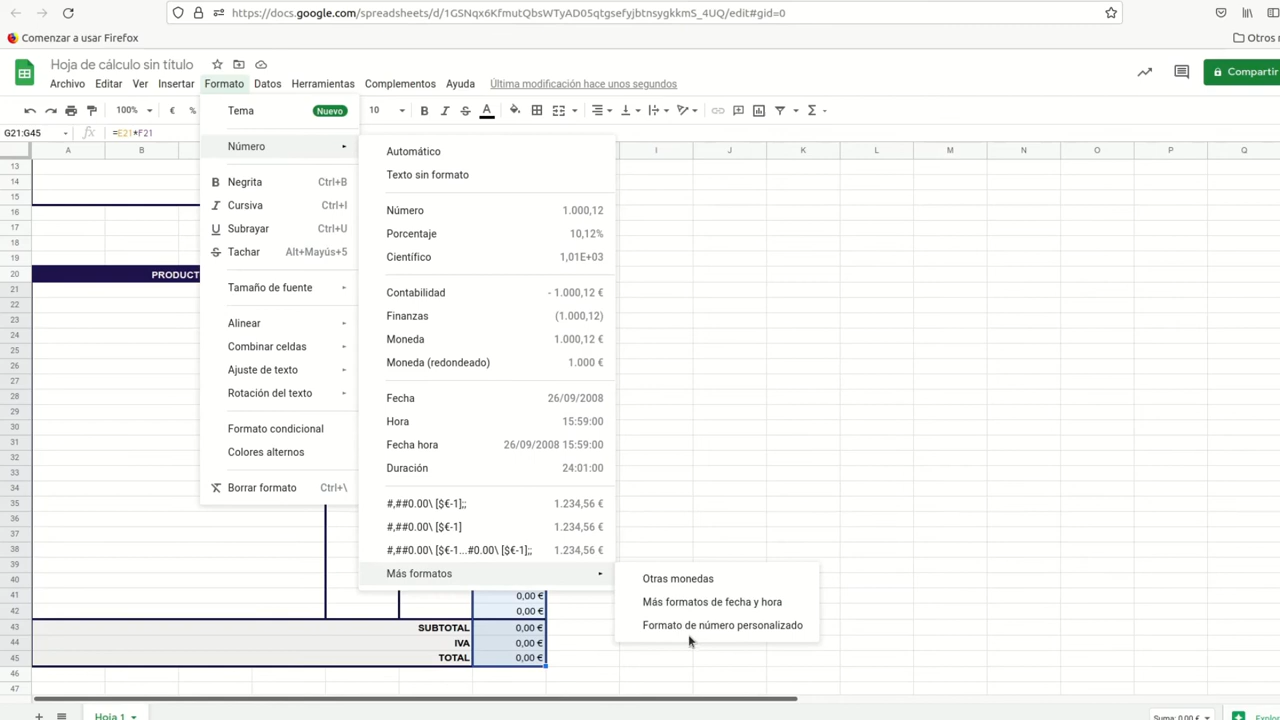 https://docs.google.com/spreadsheets/d/1GSNqx6KfmutQbsWTyAD05qtgsefyjbtnsygkkmS_4UQ/edit#gid=0
Comenzar a usar Firefox
Otros
Hoja de cálculo sin título
Archivo Editar Ver Insertar Formato Datos Herramientas Complementos Ayuda Última modificación hace unos segundos
Compartir
100% € % 10 B I S A Σ
G21:G45 fx =E21*F21
A B I J K L M N O P Q
13
14
15
16
17
18
19
20 PRODUCT
21
22
23
24
25
26
27
28
29
30
31
32
33
34
35
36
37
38
39
40
41 0,00 €
42 0,00 €
43 SUBTOTAL 0,00 €
44 IVA 0,00 €
45 TOTAL 0,00 €
46
47
Tema Nuevo
Número
B Negrita Ctrl+B
I Cursiva Ctrl+I
U Subrayar Ctrl+U
S Tachar Alt+Mayús+5
Tamaño de fuente
Alinear
Combinar celdas
Ajuste de texto
Rotación del texto
Formato condicional
Colores alternos
Borrar formato Ctrl+\
Automático
Texto sin formato
Número 1.000,12
Porcentaje 10,12%
Científico 1,01E+03
Contabilidad - 1.000,12 €
Finanzas (1.000,12)
Moneda 1.000,12 €
Moneda (redondeado) 1.000 €
Fecha 26/09/2008
Hora 15:59:00
Fecha hora 26/09/2008 15:59:00
Duración 24:01:00
#,##0.00\ [$€-1];; 1.234,56 €
#,##0.00\ [$€-1] 1.234,56 €
#,##0.00\ [$€-1...#0.00\ [$€-1];; 1.234,56 €
Más formatos
Otras monedas
Más formatos de fecha y hora
Formato de número personalizado
Hoja 1
Suma: 0,00 €